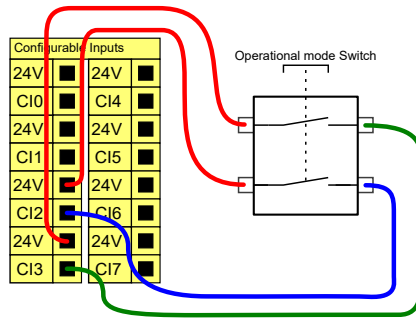 Operational mode Switch
Configurable Inputs
24V 24V
CI0 CI4
24V 24V
CI1 CI5
24V 24V
CI2 CI6
24V 24V
CI3 CI7